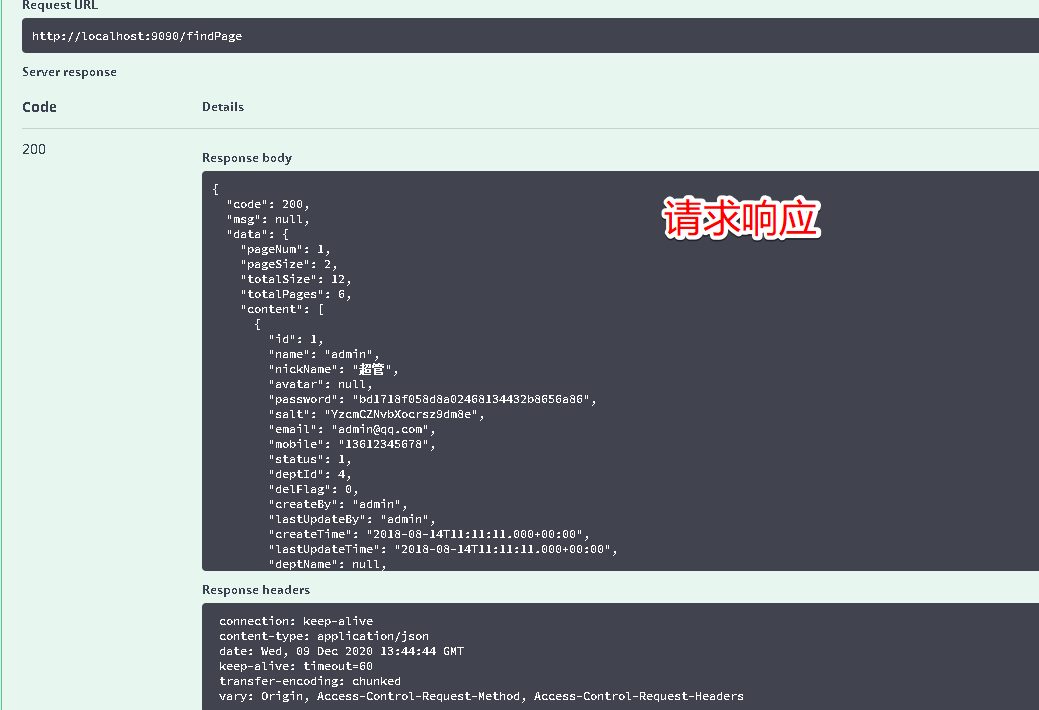 Request URL
http://localhost:9090/findPage
Server response
Code Details
200
Response body
{
"code": 200,
"msg": null,
请求响应
"data": {
"pageNum": 1,
"pageSize": 2,
"totalSize": 12,
"totalPages": 6,
"content": [
{
"id": 1,
"name": "admin",
"nickName": "超管",
"avatar": null,
"password": "bd1718f058d8a02468134432b8656a86",
"salt": "YzcmCZNvbXocrsz9dm8e",
"email": "admin@qq.com",
"mobile": "13612345678",
"status": 1,
"deptId": 4,
"delFlag": 0,
"createBy": "admin",
"lastUpdateBy": "admin",
"createTime": "2018-08-14T11:11:11.000+00:00",
"lastUpdateTime": "2018-08-14T11:11:11.000+00:00",
"deptName": null,
Response headers
connection: keep-alive
content-type: application/json
date: Wed, 09 Dec 2020 13:44:44 GMT
keep-alive: timeout=60
transfer-encoding: chunked
vary: Origin, Access-Control-Request-Method, Access-Control-Request-Headers